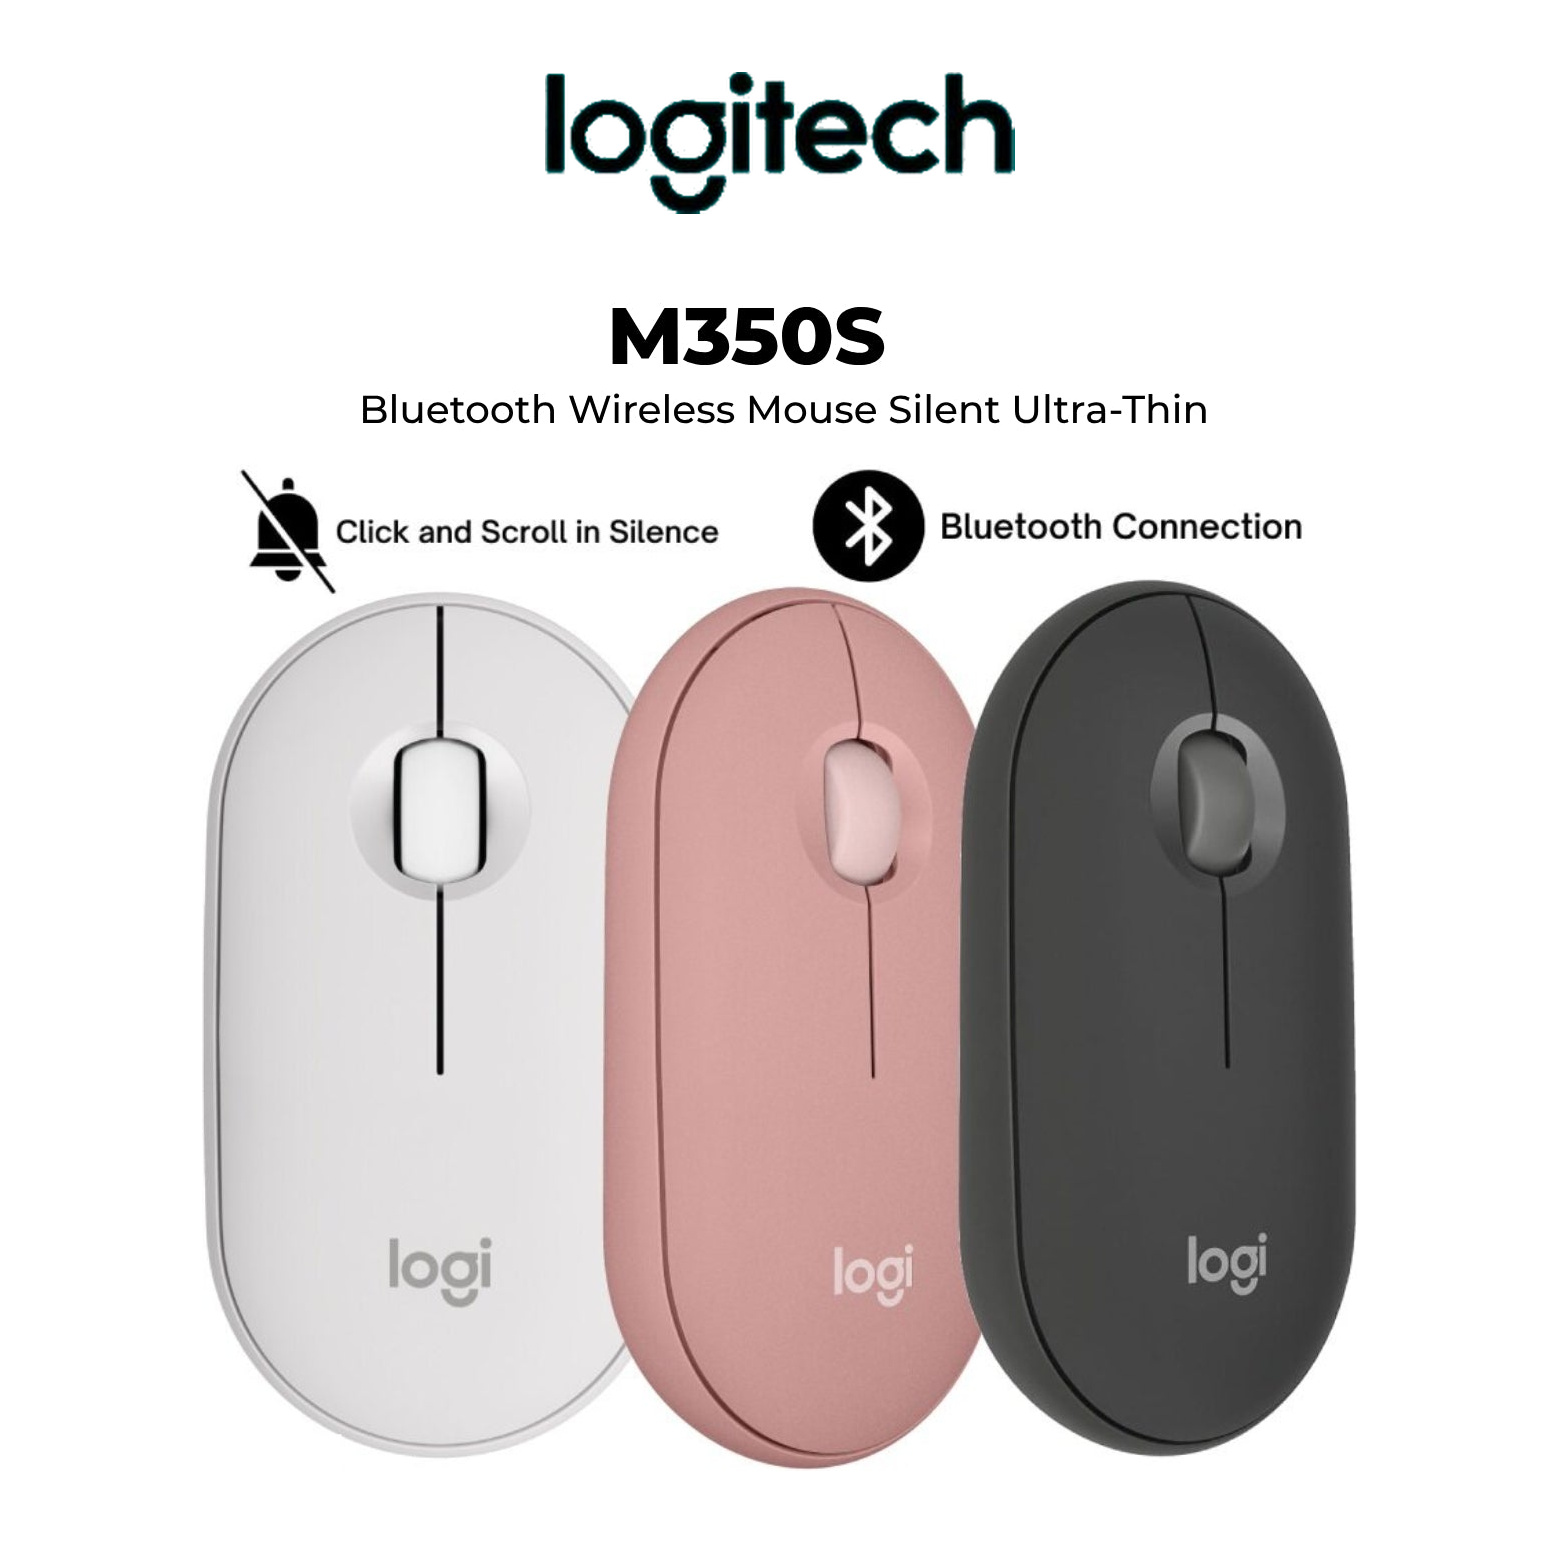 logitech
M350S
Bluetooth Wireless Mouse Silent Ultra-Thin
Click and Scroll in Silence
Bluetooth Connection
logi
logi
logi